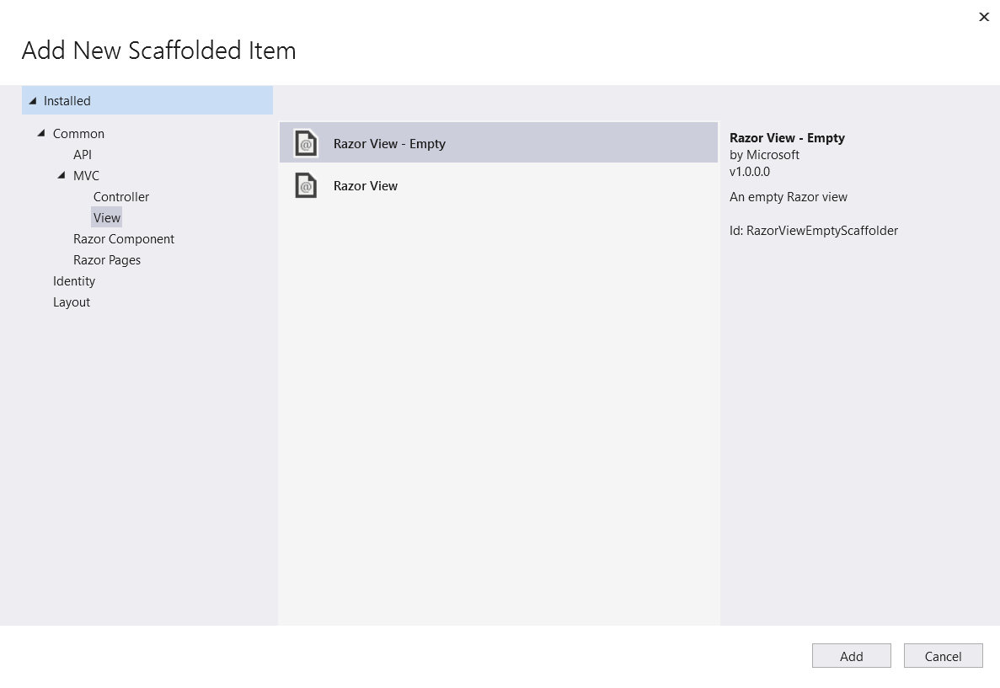 Add New Scaffolded Item
Installed
Common
API
MVC
Controller
View
Razor Component
Razor Pages
Identity
Layout
Razor View - Empty
Razor View
Razor View - Empty
by Microsoft
v1.0.0.0
An empty Razor view
Id: RazorViewEmptyScaffolder
Add
Cancel